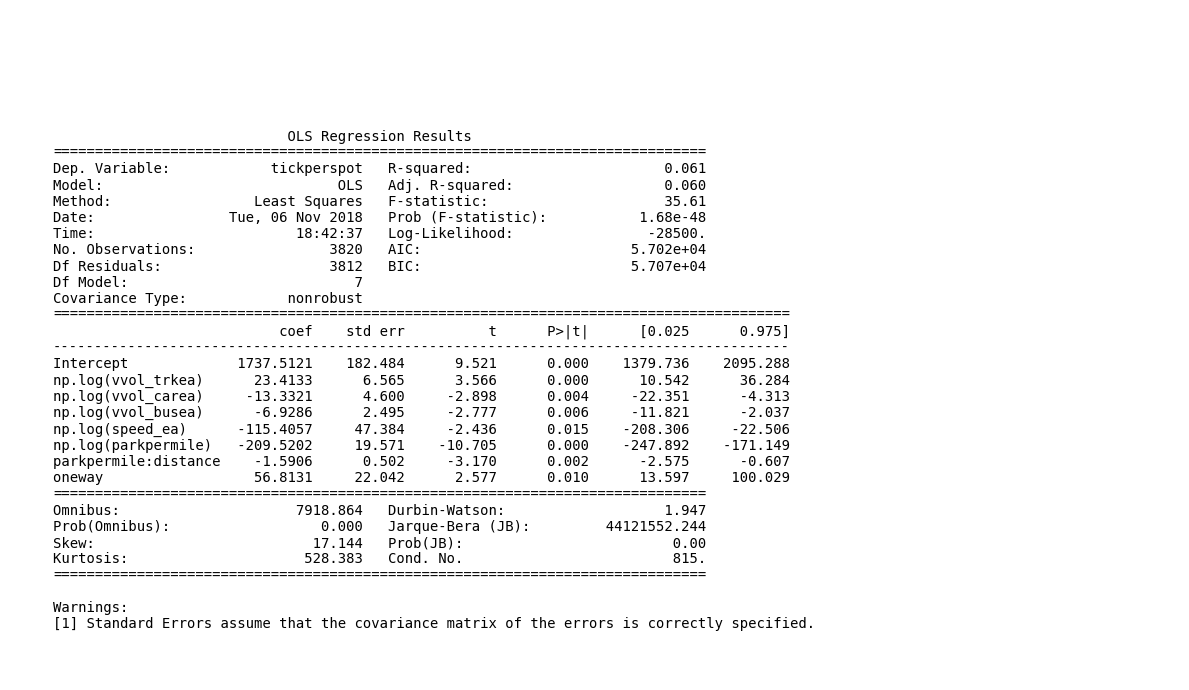 OLS Regression Results
==============================================================================
Dep. Variable:             tickperspot   R-squared:                       0.061
Model:                             OLS   Adj. R-squared:                  0.060
Method:                  Least Squares   F-statistic:                     35.61
Date:                 Tue, 06 Nov 2018   Prob (F-statistic):           1.68e-48
Time:                         18:42:37   Log-Likelihood:                -28500.
No. Observations:                 3820   AIC:                         5.702e+04
Df Residuals:                     3812   BIC:                         5.707e+04
Df Model:                            7
Covariance Type:             nonrobust
========================================================================================
                           coef    std err          t      P>|t|      [0.025      0.975]
----------------------------------------------------------------------------------------
Intercept             1737.5121    182.484      9.521      0.000    1379.736    2095.288
np.log(vvol_trkea)      23.4133      6.565      3.566      0.000      10.542      36.284
np.log(vvol_carea)     -13.3321      4.600     -2.898      0.004     -22.351      -4.313
np.log(vvol_busea)      -6.9286      2.495     -2.777      0.006     -11.821      -2.037
np.log(speed_ea)      -115.4057     47.384     -2.436      0.015    -208.306     -22.506
np.log(parkpermile)   -209.5202     19.571    -10.705      0.000    -247.892    -171.149
parkpermile:distance    -1.5906      0.502     -3.170      0.002      -2.575      -0.607
oneway                  56.8131     22.042      2.577      0.010      13.597     100.029
==============================================================================
Omnibus:                     7918.864   Durbin-Watson:                   1.947
Prob(Omnibus):                  0.000   Jarque-Bera (JB):         44121552.244
Skew:                          17.144   Prob(JB):                         0.00
Kurtosis:                     528.383   Cond. No.                         815.
==============================================================================
Warnings:
[1] Standard Errors assume that the covariance matrix of the errors is correctly specified.